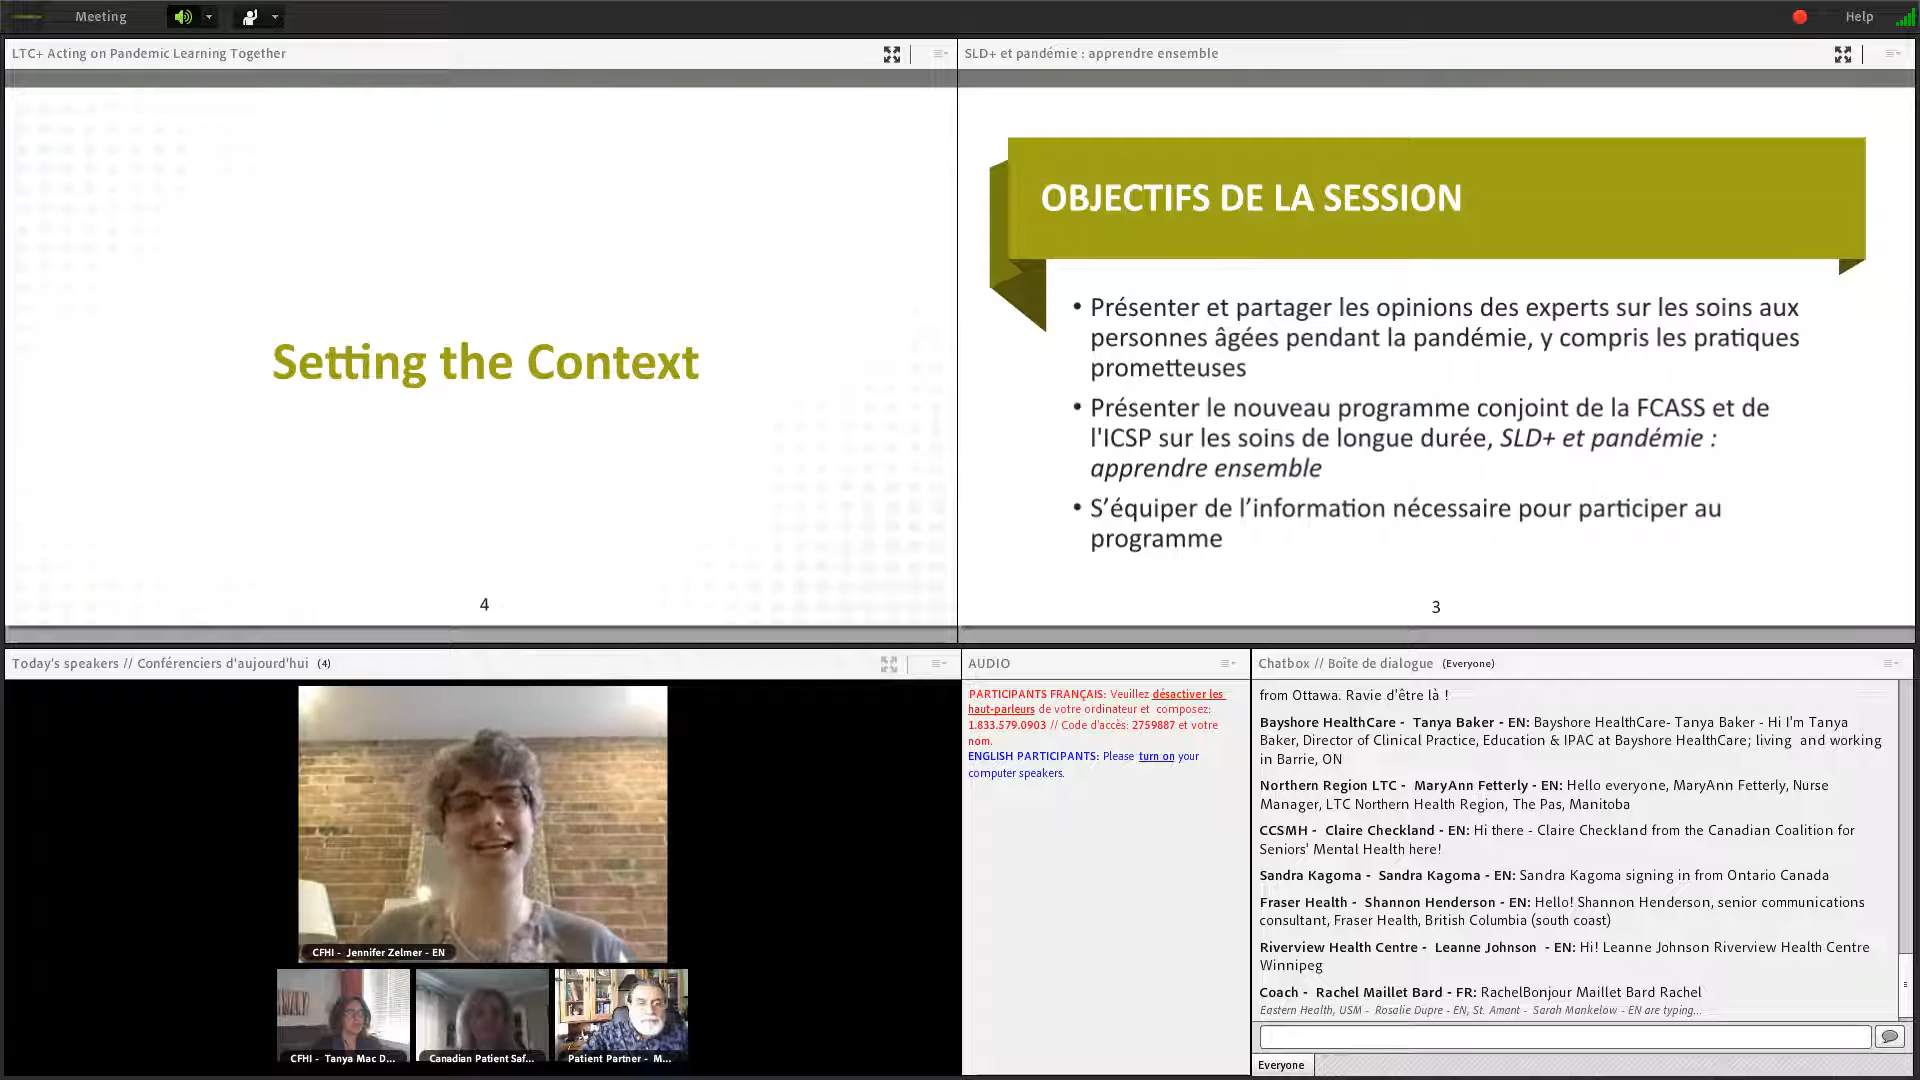 Meeting
Help
LTC+ Acting on Pandemic Learning Together
SLD+ et pandémie : apprendre ensemble
Setting the Context
4
OBJECTIFS DE LA SESSION
• Présenter et partager les opinions des experts sur les soins aux
personnes âgées pendant la pandémie, y compris les pratiques
prometteuses
• Présenter le nouveau programme conjoint de la FCASS et de
l'ICSP sur les soins de longue durée, SLD+ et pandémie :
apprendre ensemble
• S’équiper de l’information nécessaire pour participer au
programme
3
Today's speakers // Conférenciers d'aujourd'hui (4)
CFHI - Jennifer Zelmer - EN
CFHI - Tanya Mac D...
Canadian Patient Saf...
Patient Partner - M...
AUDIO
PARTICIPANTS FRANÇAIS: Veuillez désactiver les
haut-parleurs de votre ordinateur et composez:
1.833.579.0903 // Code d'accès: 2759887 et votre
nom.
ENGLISH PARTICIPANTS: Please turn on your
computer speakers.
Chatbox // Boîte de dialogue (Everyone)
from Ottawa. Ravie d'être là !
Bayshore HealthCare - Tanya Baker - EN: Bayshore HealthCare- Tanya Baker - Hi I'm Tanya
Baker, Director of Clinical Practice, Education & IPAC at Bayshore HealthCare; living and working
in Barrie, ON
Northern Region LTC - MaryAnn Fetterly - EN: Hello everyone, MaryAnn Fetterly, Nurse
Manager, LTC Northern Health Region, The Pas, Manitoba
CCSMH - Claire Checkland - EN: Hi there - Claire Checkland from the Canadian Coalition for
Seniors' Mental Health here!
Sandra Kagoma - Sandra Kagoma - EN: Sandra Kagoma signing in from Ontario Canada
Fraser Health - Shannon Henderson - EN: Hello! Shannon Henderson, senior communications
consultant, Fraser Health, British Columbia (south coast)
Riverview Health Centre - Leanne Johnson - EN: Hi! Leanne Johnson Riverview Health Centre
Winnipeg
Coach - Rachel Maillet Bard - FR: RachelBonjour Maillet Bard Rachel
Eastern Health, USM - Rosalie Dupre - EN, St. Amant - Sarah Mankelow - EN are typing...
Everyone